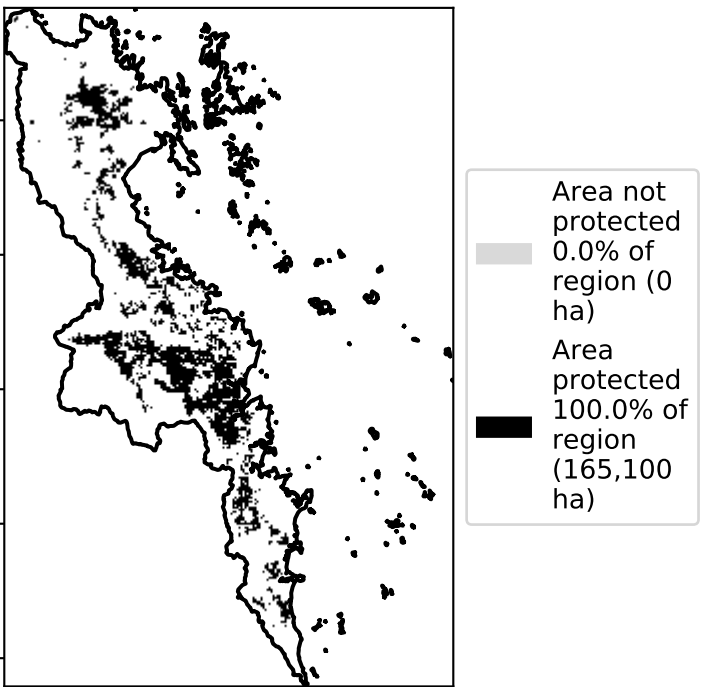 Area not
protected
0.0% of
region (0
ha)
Area
protected
100.0% of
region
(165,100
ha)